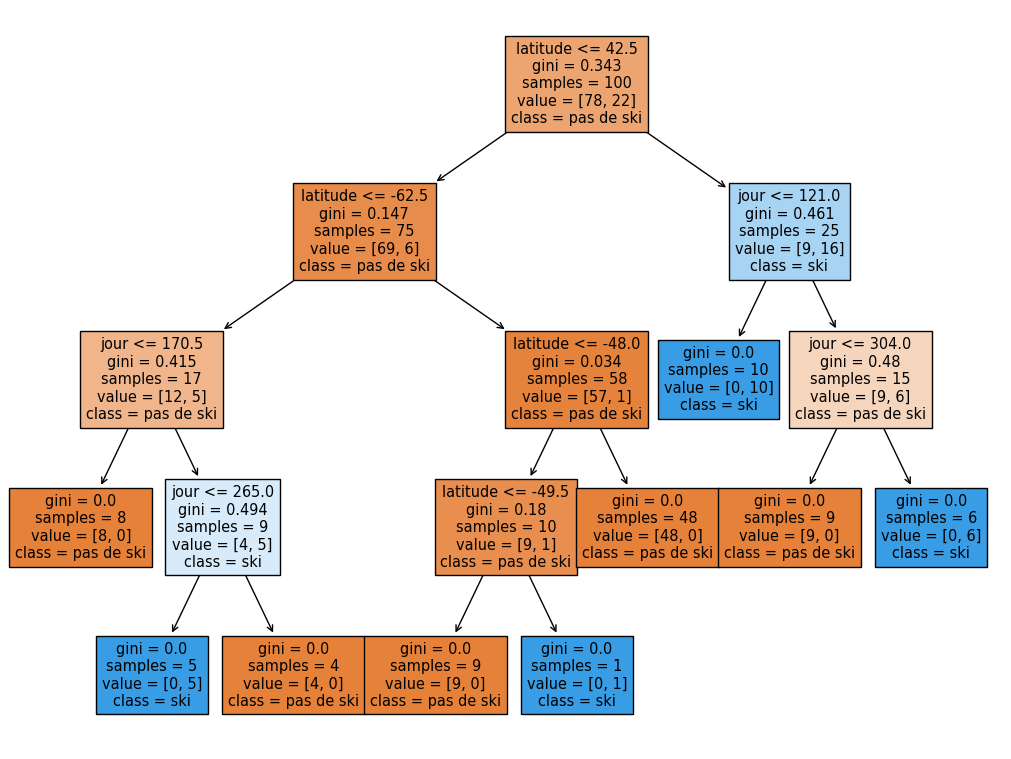 latitude <= 42.5
gini = 0.343
samples = 100
value = [78, 22]
class = pas de ski
latitude <= -62.5
gini = 0.147
samples = 75
value = [69, 6]
class = pas de ski
jour <= 121.0
gini = 0.461
samples = 25
value = [9, 16]
class = ski
jour <= 170.5
gini = 0.415
samples = 17
value = [12, 5]
class = pas de ski
latitude <= -48.0
gini = 0.034
samples = 58
value = [57, 1]
class = pas de ski
gini = 0.0
samples = 10
value = [0, 10]
class = ski
jour <= 304.0
gini = 0.48
samples = 15
value = [9, 6]
class = pas de ski
gini = 0.0
samples = 8
value = [8, 0]
class = pas de ski
jour <= 265.0
gini = 0.494
samples = 9
value = [4, 5]
class = ski
latitude <= -49.5
gini = 0.18
samples = 10
value = [9, 1]
class = pas de ski
gini = 0.0
samples = 48
value = [48, 0]
class = pas de ski
gini = 0.0
samples = 9
value = [9, 0]
class = pas de ski
gini = 0.0
samples = 6
value = [0, 6]
class = ski
gini = 0.0
samples = 5
value = [0, 5]
class = ski
gini = 0.0
samples = 4
value = [4, 0]
class = pas de ski
gini = 0.0
samples = 9
value = [9, 0]
class = pas de ski
gini = 0.0
samples = 1
value = [0, 1]
class = ski